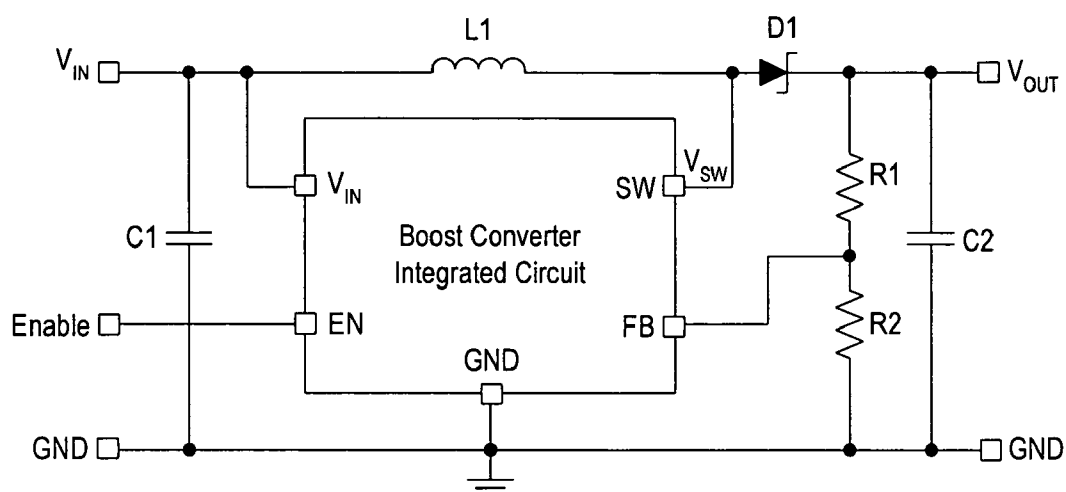 L1
D1
V_IN
V_OUT
V_IN
SW
V_SW
R1
C1
Boost Converter
Integrated Circuit
C2
Enable
EN
FB
R2
GND
GND
GND